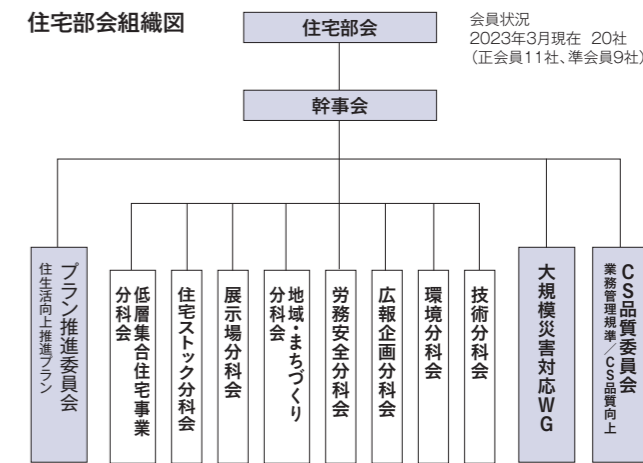 住宅部会組織図
住宅部会
会員状況
2023年3月現在 20社
（正会員11社、準会員9社）
幹事会
プラン推進委員会
住生活向上推進プラン
低層集合住宅事業
分科会
住宅ストック分科会
展示場分科会
地域・まちづくり
分科会
労務安全分科会
広報企画分科会
環境分科会
技術分科会
大規模災害対応WG
CS品質委員会
業務管理規準／CS品質向上